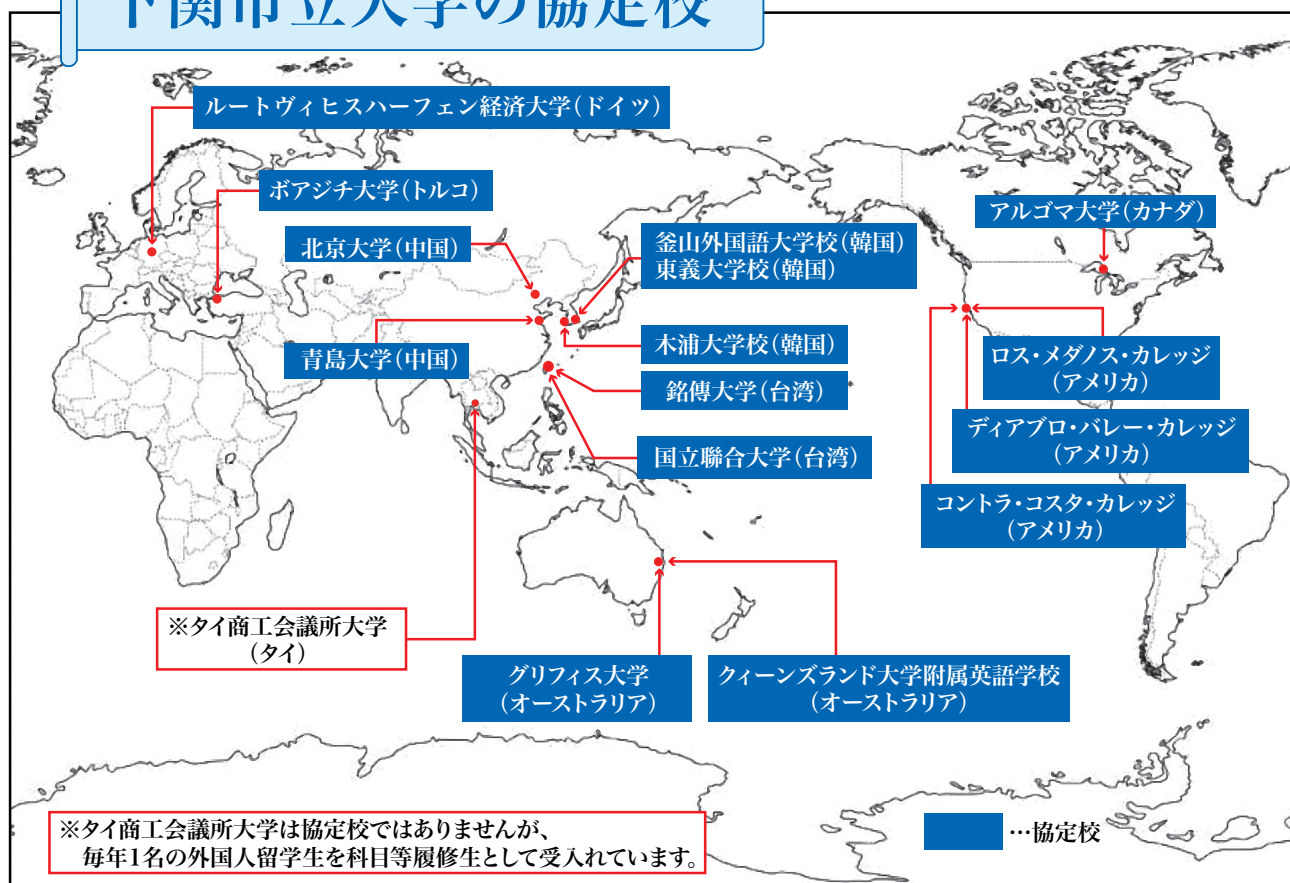 下関市立大学の協定校
ルートヴィヒスハーフェン経済大学(ドイツ)
ボアジチ大学(トルコ)
北京大学(中国)
釜山外国語大学校(韓国)
東義大学校(韓国)
アルゴマ大学(カナダ)
青島大学(中国)
木浦大学校(韓国)
銘傳大学(台湾)
国立聯合大学(台湾)
ロス・メダノス・カレッジ
(アメリカ)
ディアブロ・バレー・カレッジ
(アメリカ)
コントラ・コスタ・カレッジ
(アメリカ)
※タイ商工会議所大学
(タイ)
グリフィス大学
(オーストラリア)
クィーンズランド大学附属英語学校
(オーストラリア)
※タイ商工会議所大学は協定校ではありませんが、
毎年1名の外国人留学生を科目等履修生として受入れています。
…協定校